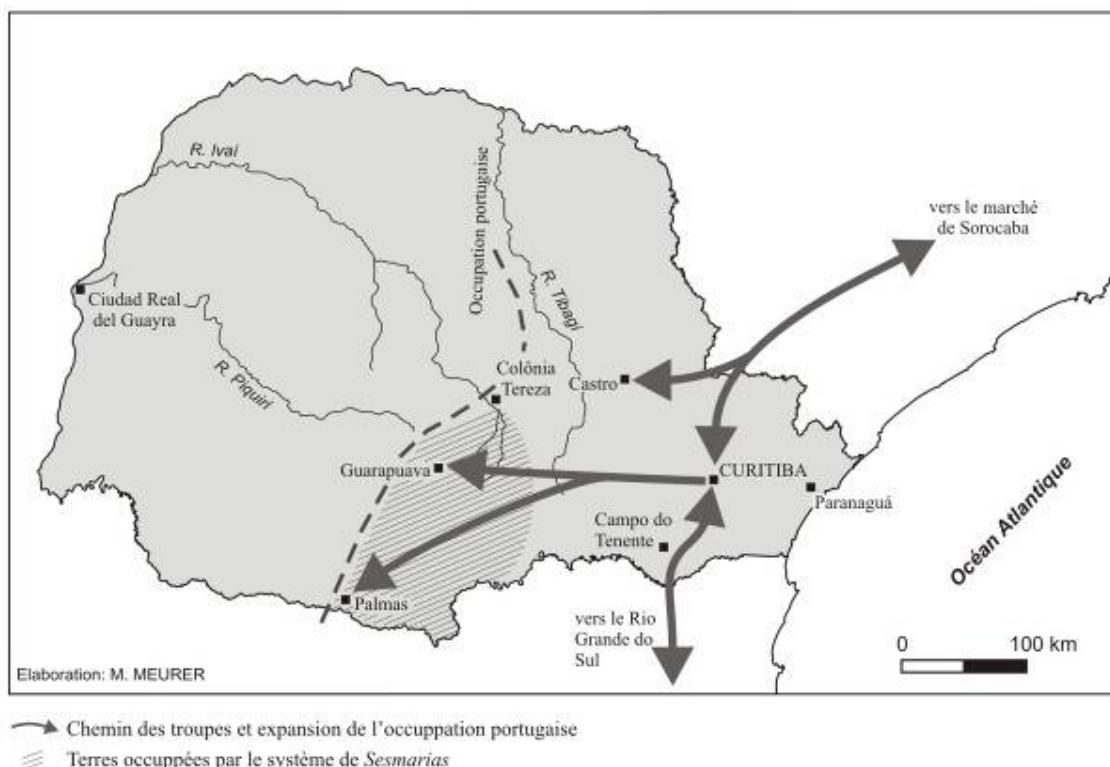 R. Ivaí
Occupation portugaise
vers le marché
de Sorocaba
R. Tibagi
Ciudad Real
del Guayra
R. Piquiri
Colônia
Tereza
Castro
Guarapuava
CURITIBA
Paranaguá
Campo do
Tenente
Océan Atlantique
Palmas
vers le Rio
Grande do
Sul
0 100 km
Elaboration: M. MEURER
Chemin des troupes et expansion de l'occuppation portugaise
Terres occuppées par le système de Sesmarias